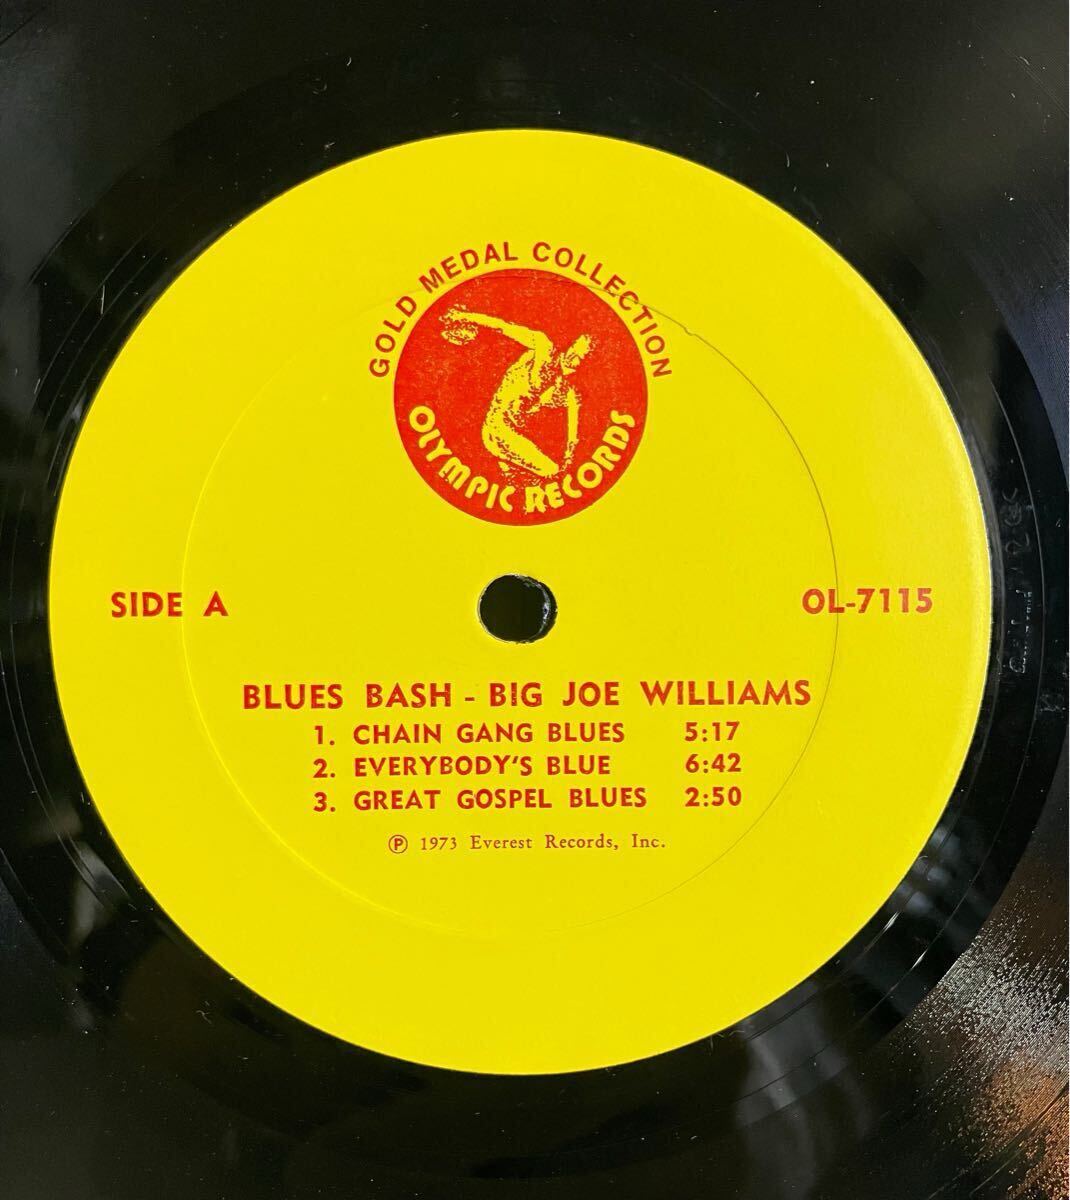 GOLD MEDAL COLLECTION
OLYMPIC RECORDS
SIDE A
OL-7115
BLUES BASH - BIG JOE WILLIAMS
1. CHAIN GANG BLUES 5:17
2. EVERYBODY'S BLUE 6:42
3. GREAT GOSPEL BLUES 2:50
℗ 1973 Everest Records, Inc.